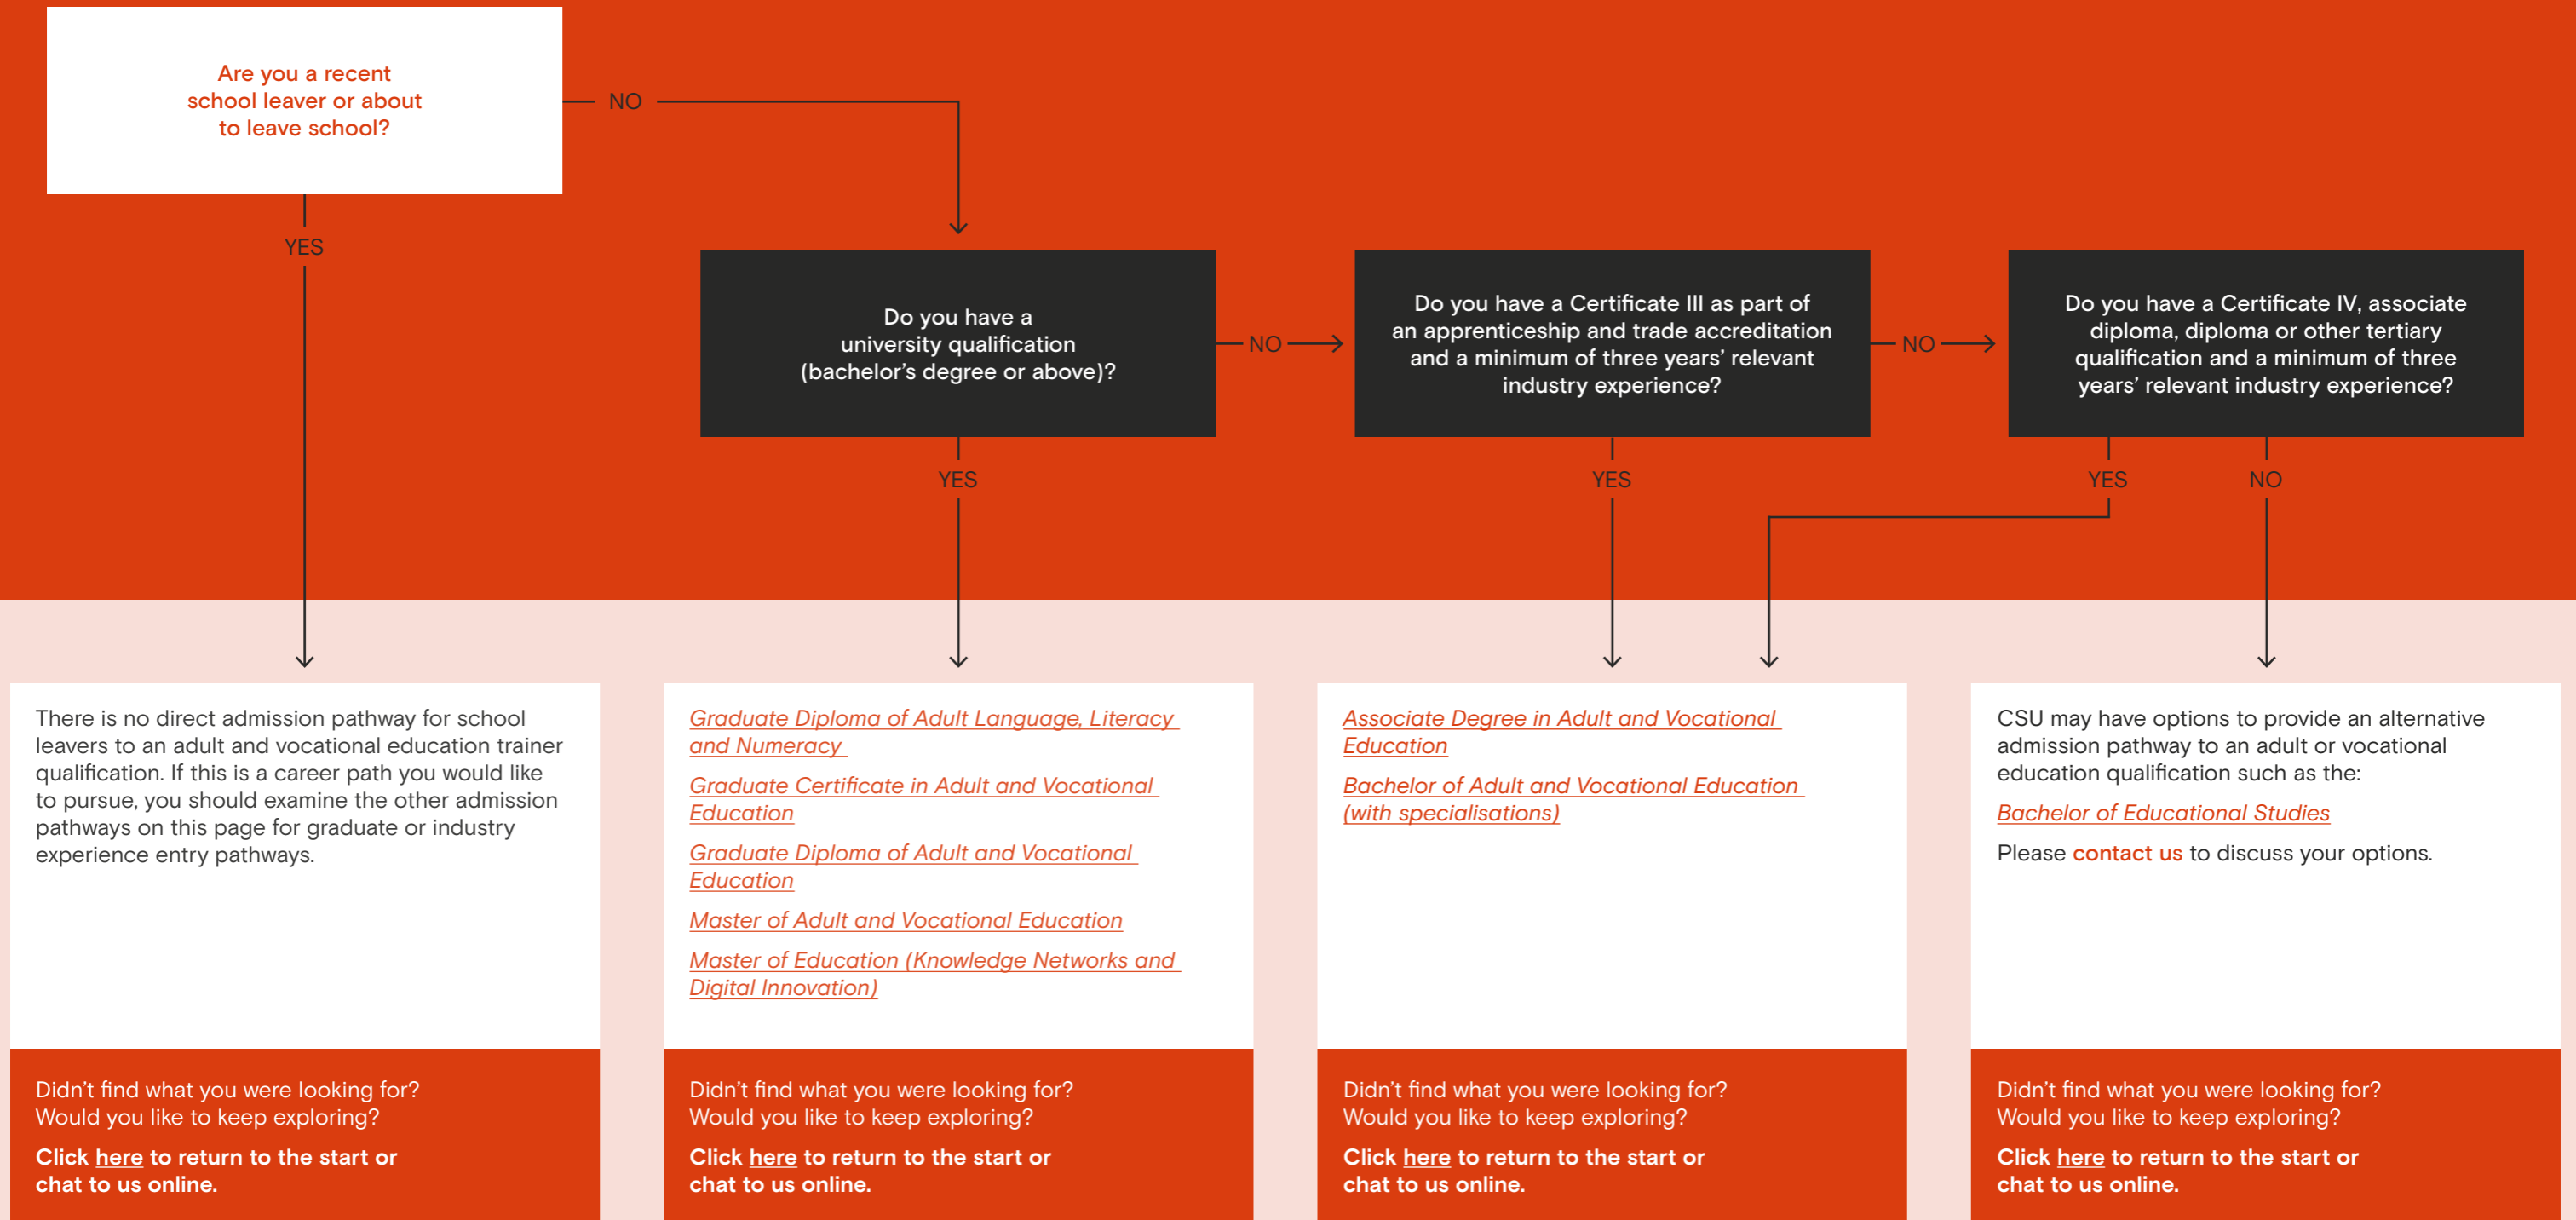 Are you a recent
school leaver or about
to leave school?
NO
YES
Do you have a
university qualification
(bachelor’s degree or above)?
NO
Do you have a Certificate III as part of
an apprenticeship and trade accreditation
and a minimum of three years’ relevant
industry experience?
NO
Do you have a Certificate IV, associate
diploma, diploma or other tertiary
qualification and a minimum of three
years’ relevant industry experience?
YES
YES
YES
NO
There is no direct admission pathway for school
leavers to an adult and vocational education trainer
qualification. If this is a career path you would like
to pursue, you should examine the other admission
pathways on this page for graduate or industry
experience entry pathways.
Graduate Diploma of Adult Language, Literacy
and Numeracy
Graduate Certificate in Adult and Vocational
Education
Graduate Diploma of Adult and Vocational
Education
Master of Adult and Vocational Education
Master of Education (Knowledge Networks and
Digital Innovation)
Associate Degree in Adult and Vocational
Education
Bachelor of Adult and Vocational Education
(with specialisations)
CSU may have options to provide an alternative
admission pathway to an adult or vocational
education qualification such as the:
Bachelor of Educational Studies
Please contact us to discuss your options.
Didn’t find what you were looking for?
Would you like to keep exploring?
Click here to return to the start or
chat to us online.
Didn’t find what you were looking for?
Would you like to keep exploring?
Click here to return to the start or
chat to us online.
Didn’t find what you were looking for?
Would you like to keep exploring?
Click here to return to the start or
chat to us online.
Didn’t find what you were looking for?
Would you like to keep exploring?
Click here to return to the start or
chat to us online.